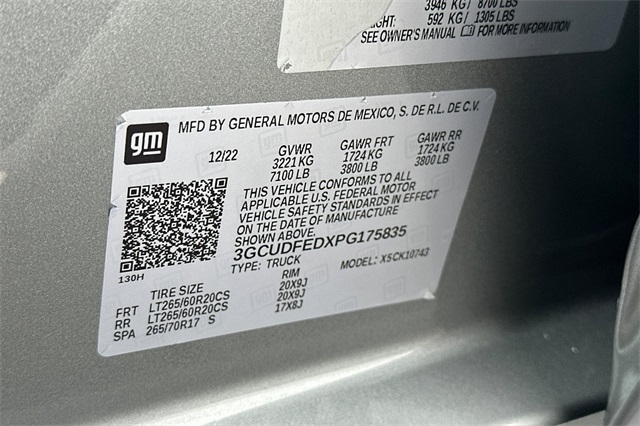 3946 KG / 8700 LBS
GHT: 592 KG / 1305 LBS
SEE OWNER'S MANUAL FOR MORE INFORMATION
gm
MFD BY GENERAL MOTORS DE MEXICO, S. DE R.L. DE C.V.
12/22 GVWR GAWR FRT GAWR RR
3221 KG 1724 KG 1724 KG
7100 LB 3800 LB 3800 LB
THIS VEHICLE CONFORMS TO ALL
APPLICABLE U.S. FEDERAL MOTOR
VEHICLE SAFETY STANDARDS IN EFFECT
ON THE DATE OF MANUFACTURE
SHOWN ABOVE.
3GCUDFEDXPG175835
130H
TYPE: TRUCK MODEL: X5CK10743
TIRE SIZE RIM
FRT LT265/60R20CS 20X9J
RR LT265/60R20CS 20X9J
SPA 265/70R17 S 17X8J